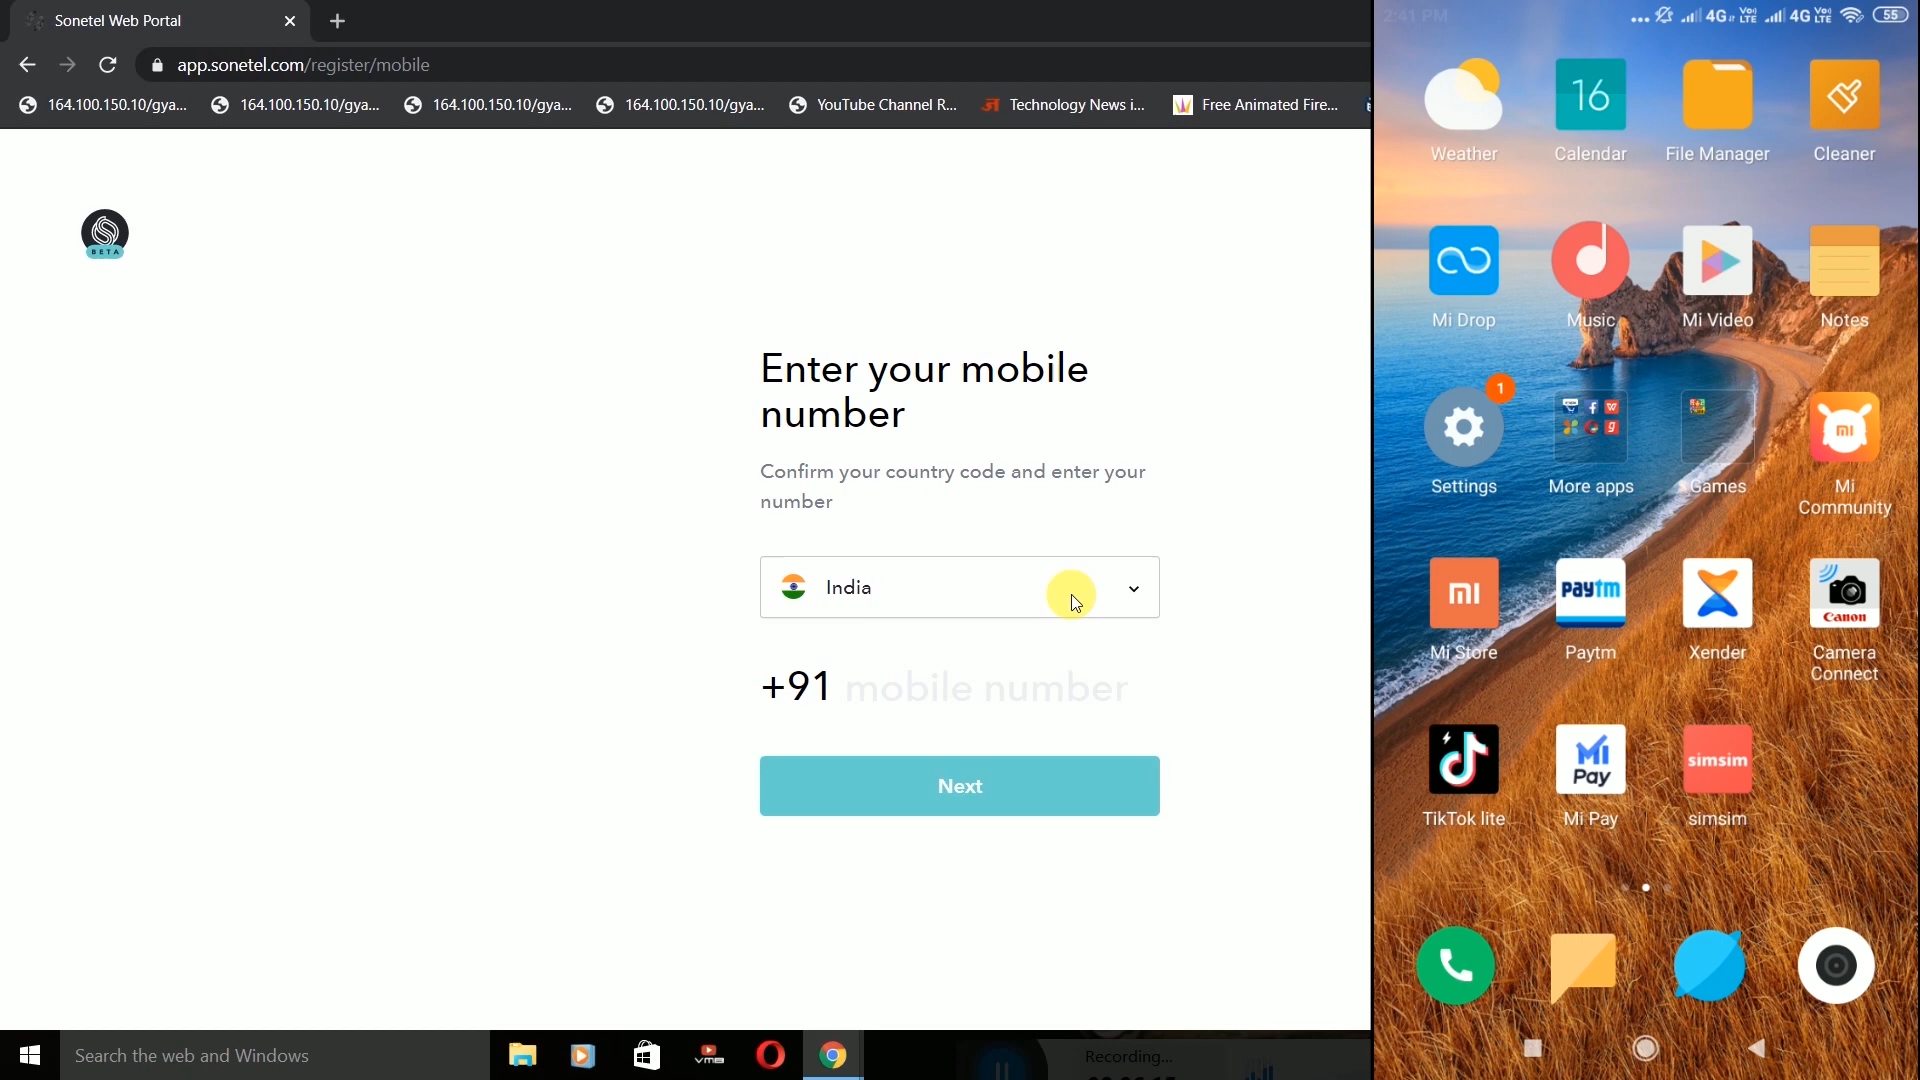 Sonetel Web Portal
app.sonetel.com/register/mobile
164.100.150.10/gya...
164.100.150.10/gya...
164.100.150.10/gya...
164.100.150.10/gya...
YouTube Channel R...
Technology News i...
Free Animated Fire...
BETA
Enter your mobile
number
Confirm your country code and enter your
number
India
+91 mobile number
Next
Search the web and Windows
Recording...
2:41 PM
4G
VoLTE
4G
VoLTE
55
16
Weather
Calendar
File Manager
Cleaner
Mi Drop
Music
Mi Video
Notes
1
Settings
More apps
Games
Mi
Community
Mi Store
paytm
Paytm
Xender
Canon
Camera
Connect
TikTok lite
Mi Pay
Mi Pay
simsim
simsim